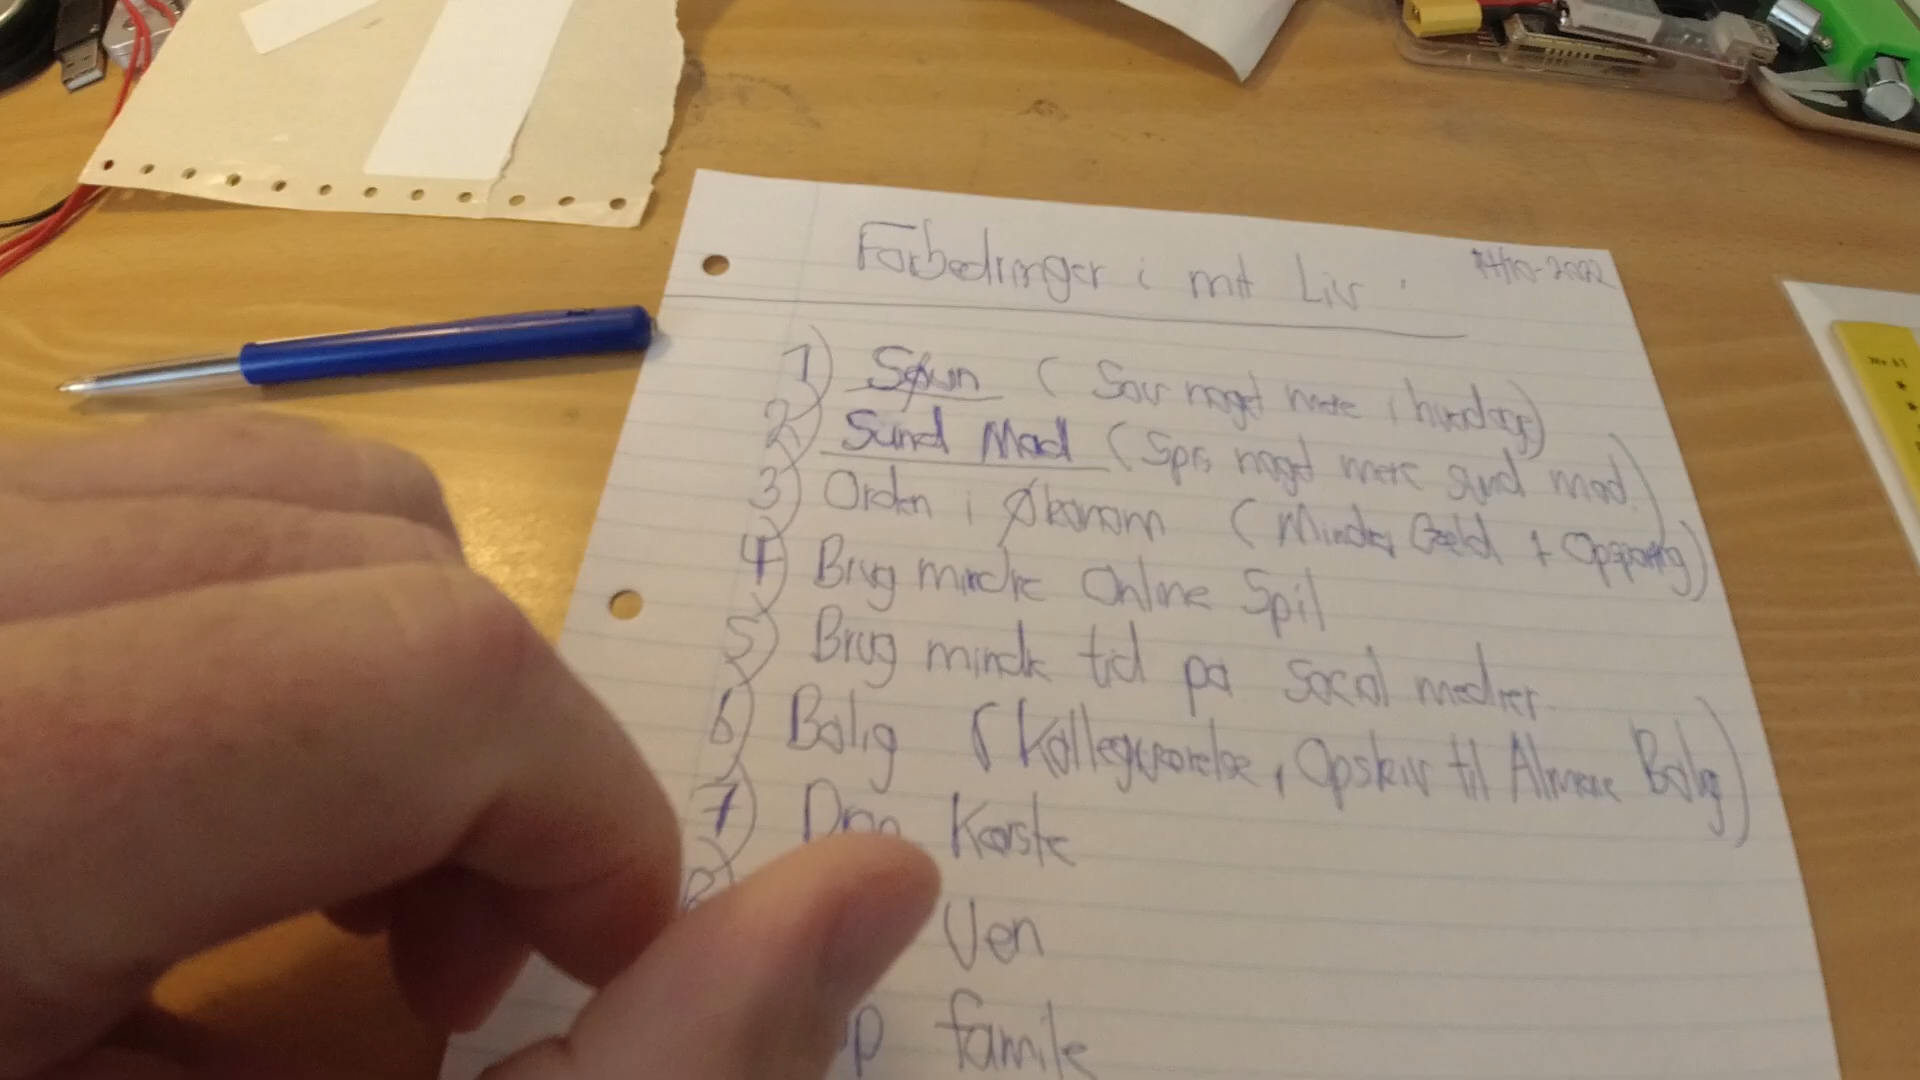 Forbedringer i mit Liv.
14/10-2022
1) Søvn (Sov noget mere i hverdage)
2) Sund Mad (Spis noget mere sund mad.)
3) Orden i Økonomi (Mindre Gæld + Opsparing)
4) Brug mindre Online Spil
5) Brug mindre tid på Social medier.
6) Bolig (Kollegieværelse, Opskriv til Almene Bolig)
7) Kæreste
Ven
familie